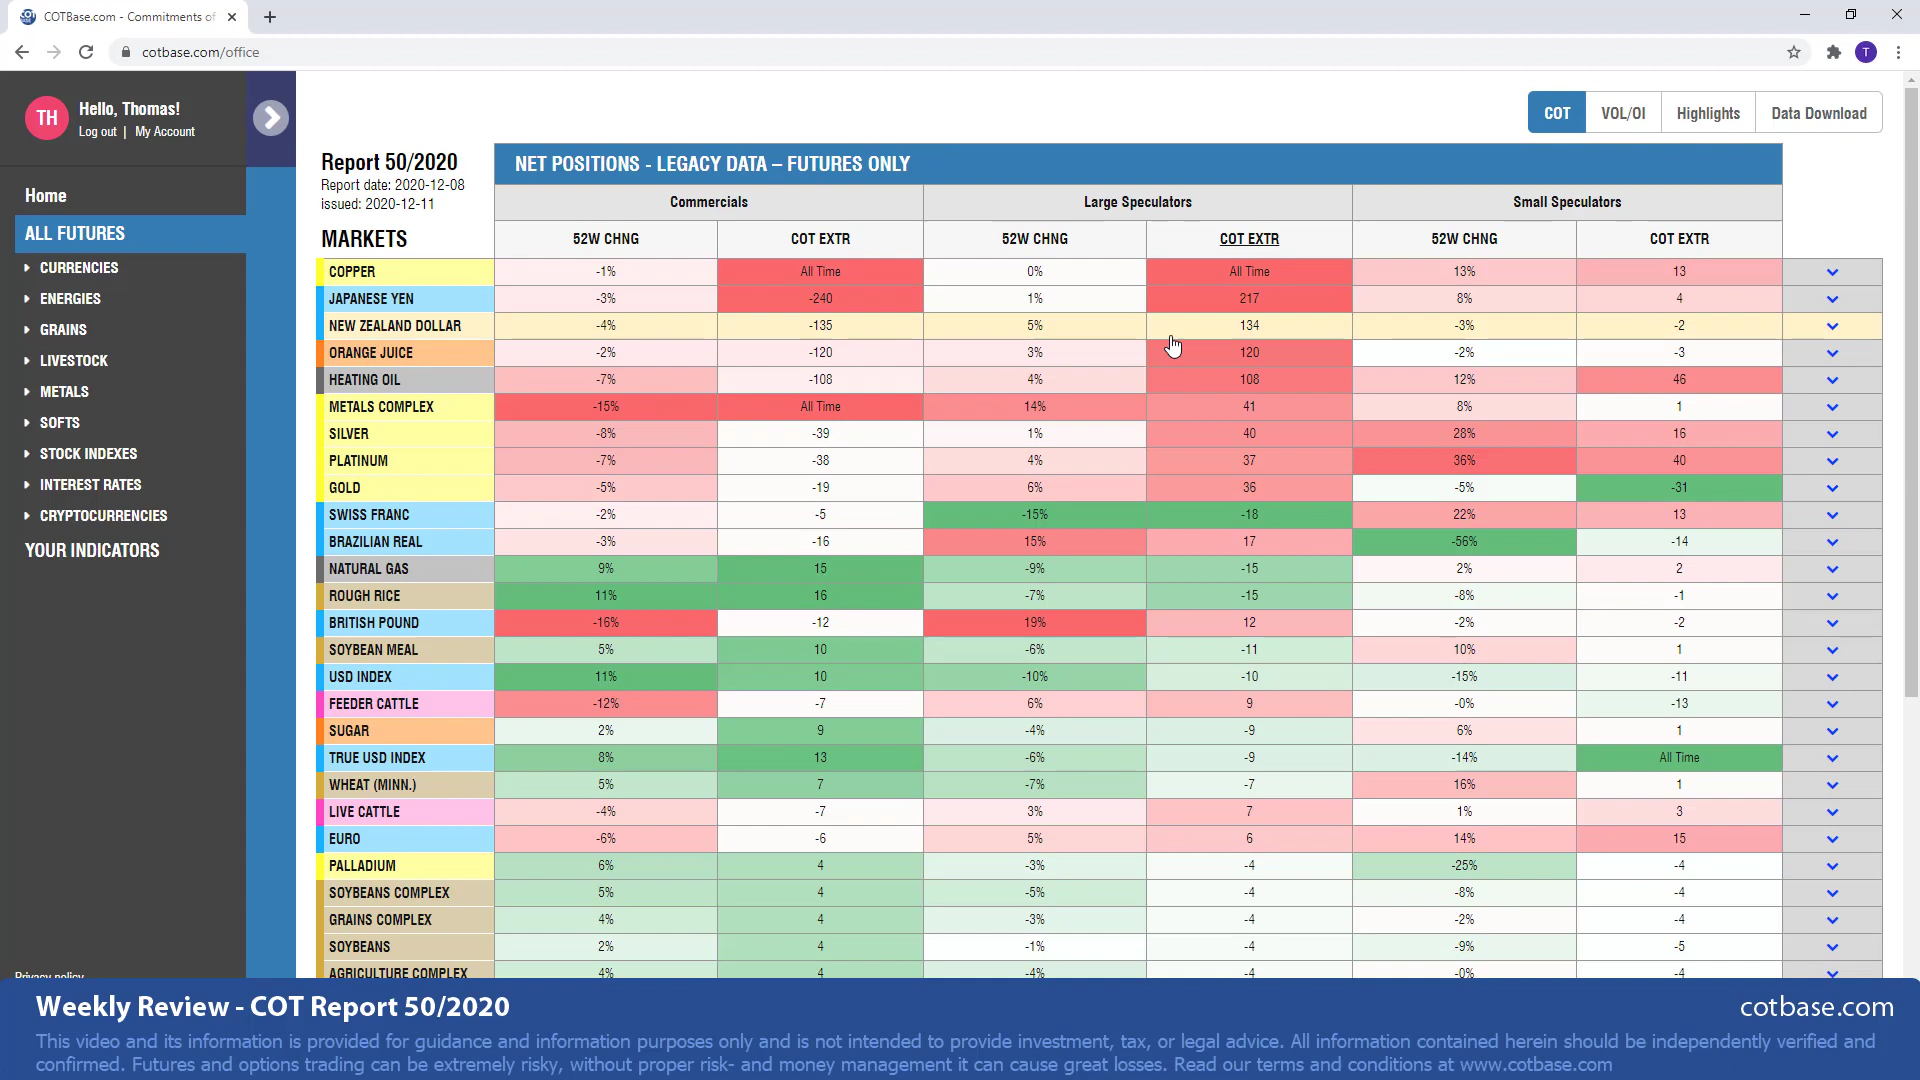 COTBase.com - Commitments of
cotbase.com/office
T
TH
Hello, Thomas!
Log out | My Account
Home
ALL FUTURES
CURRENCIES
ENERGIES
GRAINS
LIVESTOCK
METALS
SOFTS
STOCK INDEXES
INTEREST RATES
CRYPTOCURRENCIES
YOUR INDICATORS
Privacy policy
COT VOL/OI Highlights Data Download
Report 50/2020
Report date: 2020-12-08
issued: 2020-12-11
NET POSITIONS - LEGACY DATA – FUTURES ONLY
Commercials Large Speculators Small Speculators
MARKETS 52W CHNG COT EXTR 52W CHNG COT EXTR 52W CHNG COT EXTR
COPPER -1% All Time 0% All Time 13% 13
JAPANESE YEN -3% -240 1% 217 8% 4
NEW ZEALAND DOLLAR -4% -135 5% 134 -3% -2
ORANGE JUICE -2% -120 3% 120 -2% -3
HEATING OIL -7% -108 4% 108 12% 46
METALS COMPLEX -15% All Time 14% 41 8% 1
SILVER -8% -39 1% 40 28% 16
PLATINUM -7% -38 4% 37 36% 40
GOLD -5% -19 6% 36 -5% -31
SWISS FRANC -2% -5 -15% -18 22% 13
BRAZILIAN REAL -3% -16 15% 17 -56% -14
NATURAL GAS 9% 15 -9% -15 2% 2
ROUGH RICE 11% 16 -7% -15 -8% -1
BRITISH POUND -16% -12 19% 12 -2% -2
SOYBEAN MEAL 5% 10 -6% -11 10% 1
USD INDEX 11% 10 -10% -10 -15% -11
FEEDER CATTLE -12% -7 6% 9 -0% -13
SUGAR 2% 9 -4% -9 6% 1
TRUE USD INDEX 8% 13 -6% -9 -14% All Time
WHEAT (MINN.) 5% 7 -7% -7 16% 1
LIVE CATTLE -4% -7 3% 7 1% 3
EURO -6% -6 5% 6 14% 15
PALLADIUM 6% 4 -3% -4 -25% -4
SOYBEANS COMPLEX 5% 4 -5% -4 -8% -4
GRAINS COMPLEX 4% 4 -3% -4 -2% -4
SOYBEANS 2% 4 -1% -4 -9% -5
AGRICULTURE COMPLEX 4% 4 -4% -4 -0% -4
Weekly Review - COT Report 50/2020
cotbase.com
This video and its information is provided for guidance and information purposes only and is not intended to provide investment, tax, or legal advice. All information contained herein should be independently verified and
confirmed. Futures and options trading can be extremely risky, without proper risk- and money management it can cause great losses. Read our terms and conditions at www.cotbase.com